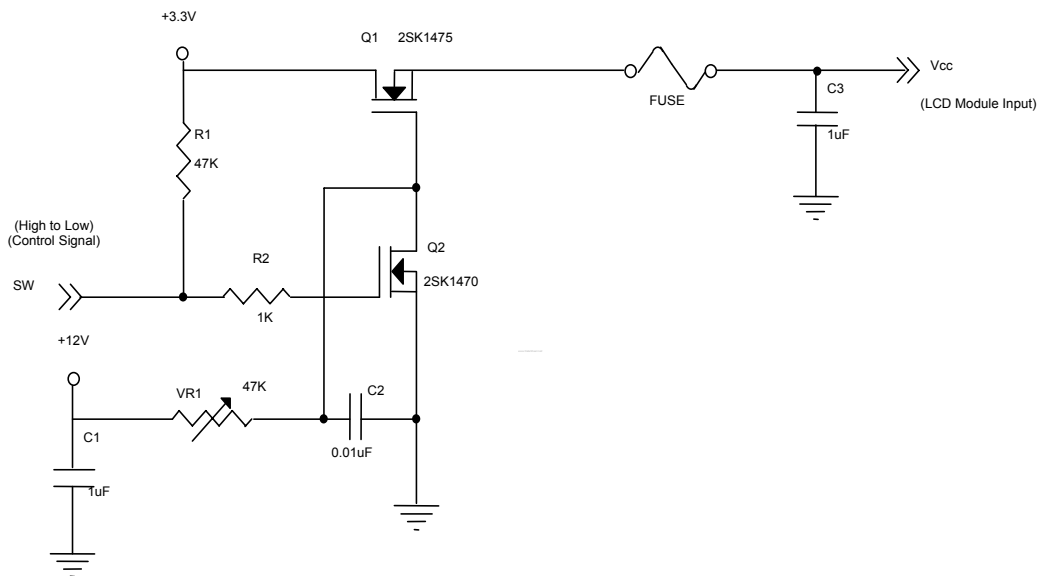 +3.3V
Q1 2SK1475
Vcc
FUSE
C3
(LCD Module Input)
R1
1uF
47K
(High to Low)
(Control Signal)
Q2
R2
SW
2SK1470
1K
+12V
VR1
47K
C2
C1
0.01uF
1uF